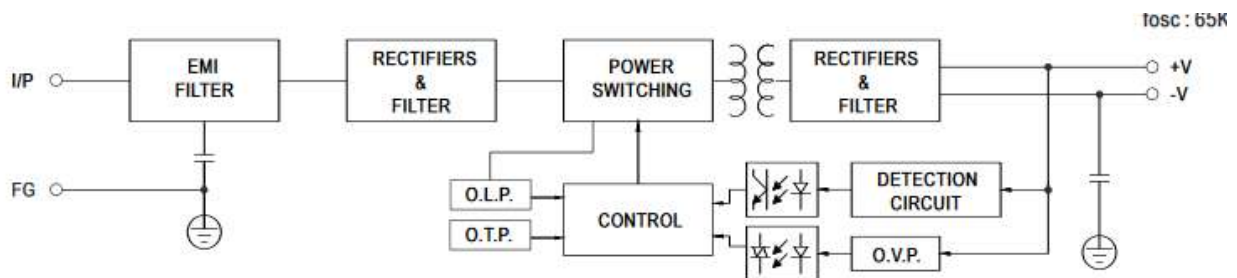 fosc : 65K
I/P
EMI
FILTER
RECTIFIERS
&
FILTER
POWER
SWITCHING
RECTIFIERS
&
FILTER
+V
-V
FG
O.L.P.
O.T.P.
CONTROL
DETECTION
CIRCUIT
O.V.P.